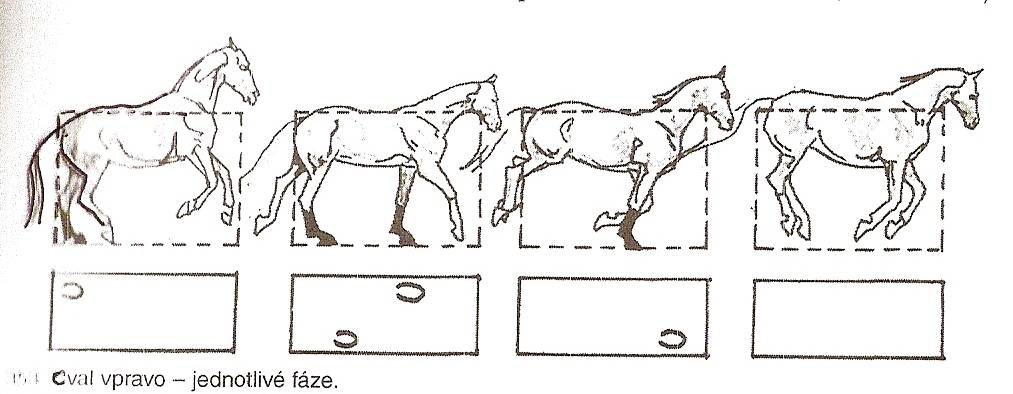 Cval vpravo – jednotlivé fáze.